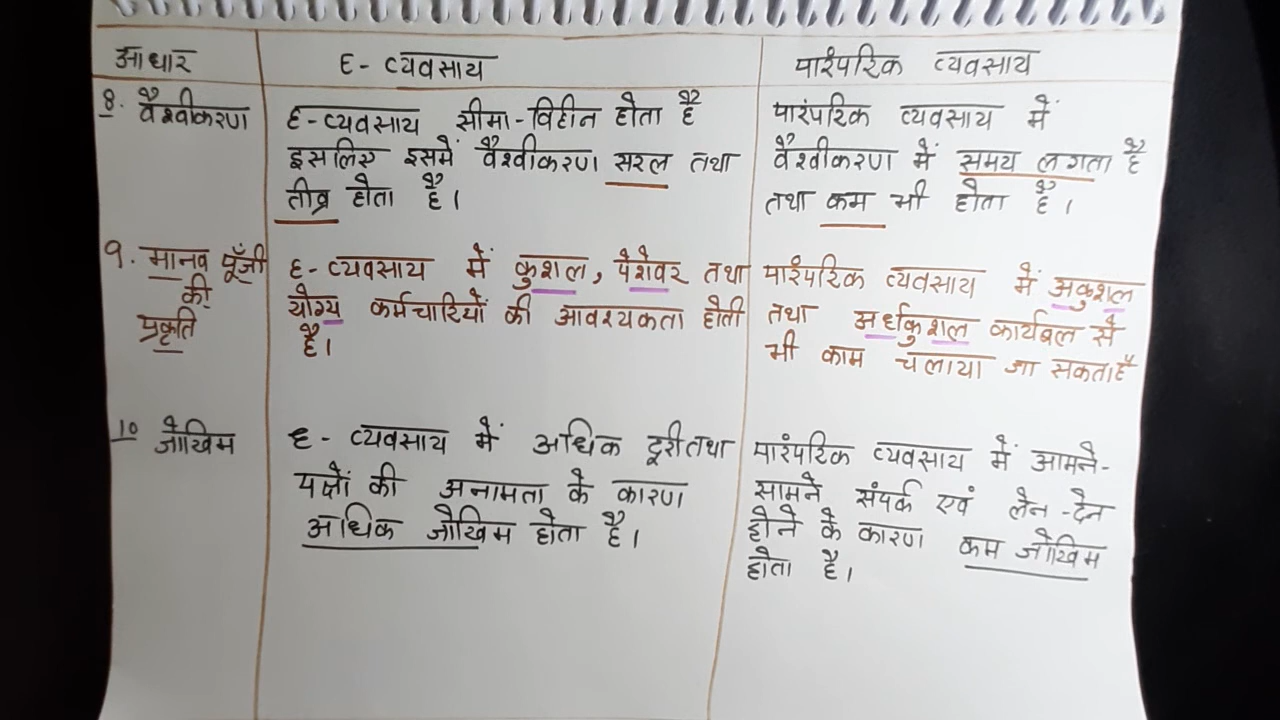 आधार
ε- व्यवसाय
पारंपरिक व्यवसाय
8. वैश्वीकरण
ε-व्यवसाय सीमा-विहीन होता है
इसलिए इसमें वैश्वीकरण सरल तथा
तीव्र होता है।
पारंपरिक व्यवसाय में
वैश्वीकरण में समय लगता है
तथा कम भी होता है।
9. मानव पूँजी
की
प्रकृति
ε-व्यवसाय में कुशल, पेशेवर तथा
योग्य कर्मचारियों की आवश्यकता होती
है।
पारंपरिक व्यवसाय में अकुशल
तथा अर्धकुशल कार्यबल से
भी काम चलाया जा सकता है
10 जोखिम
ε- व्यवसाय में अधिक दूरी तथा
पक्षों की अनामता के कारण
अधिक जोखिम होता है।
पारंपरिक व्यवसाय में आमने-
सामने संपर्क एवं लेन-देन
होने के कारण कम जोखिम
होता है।